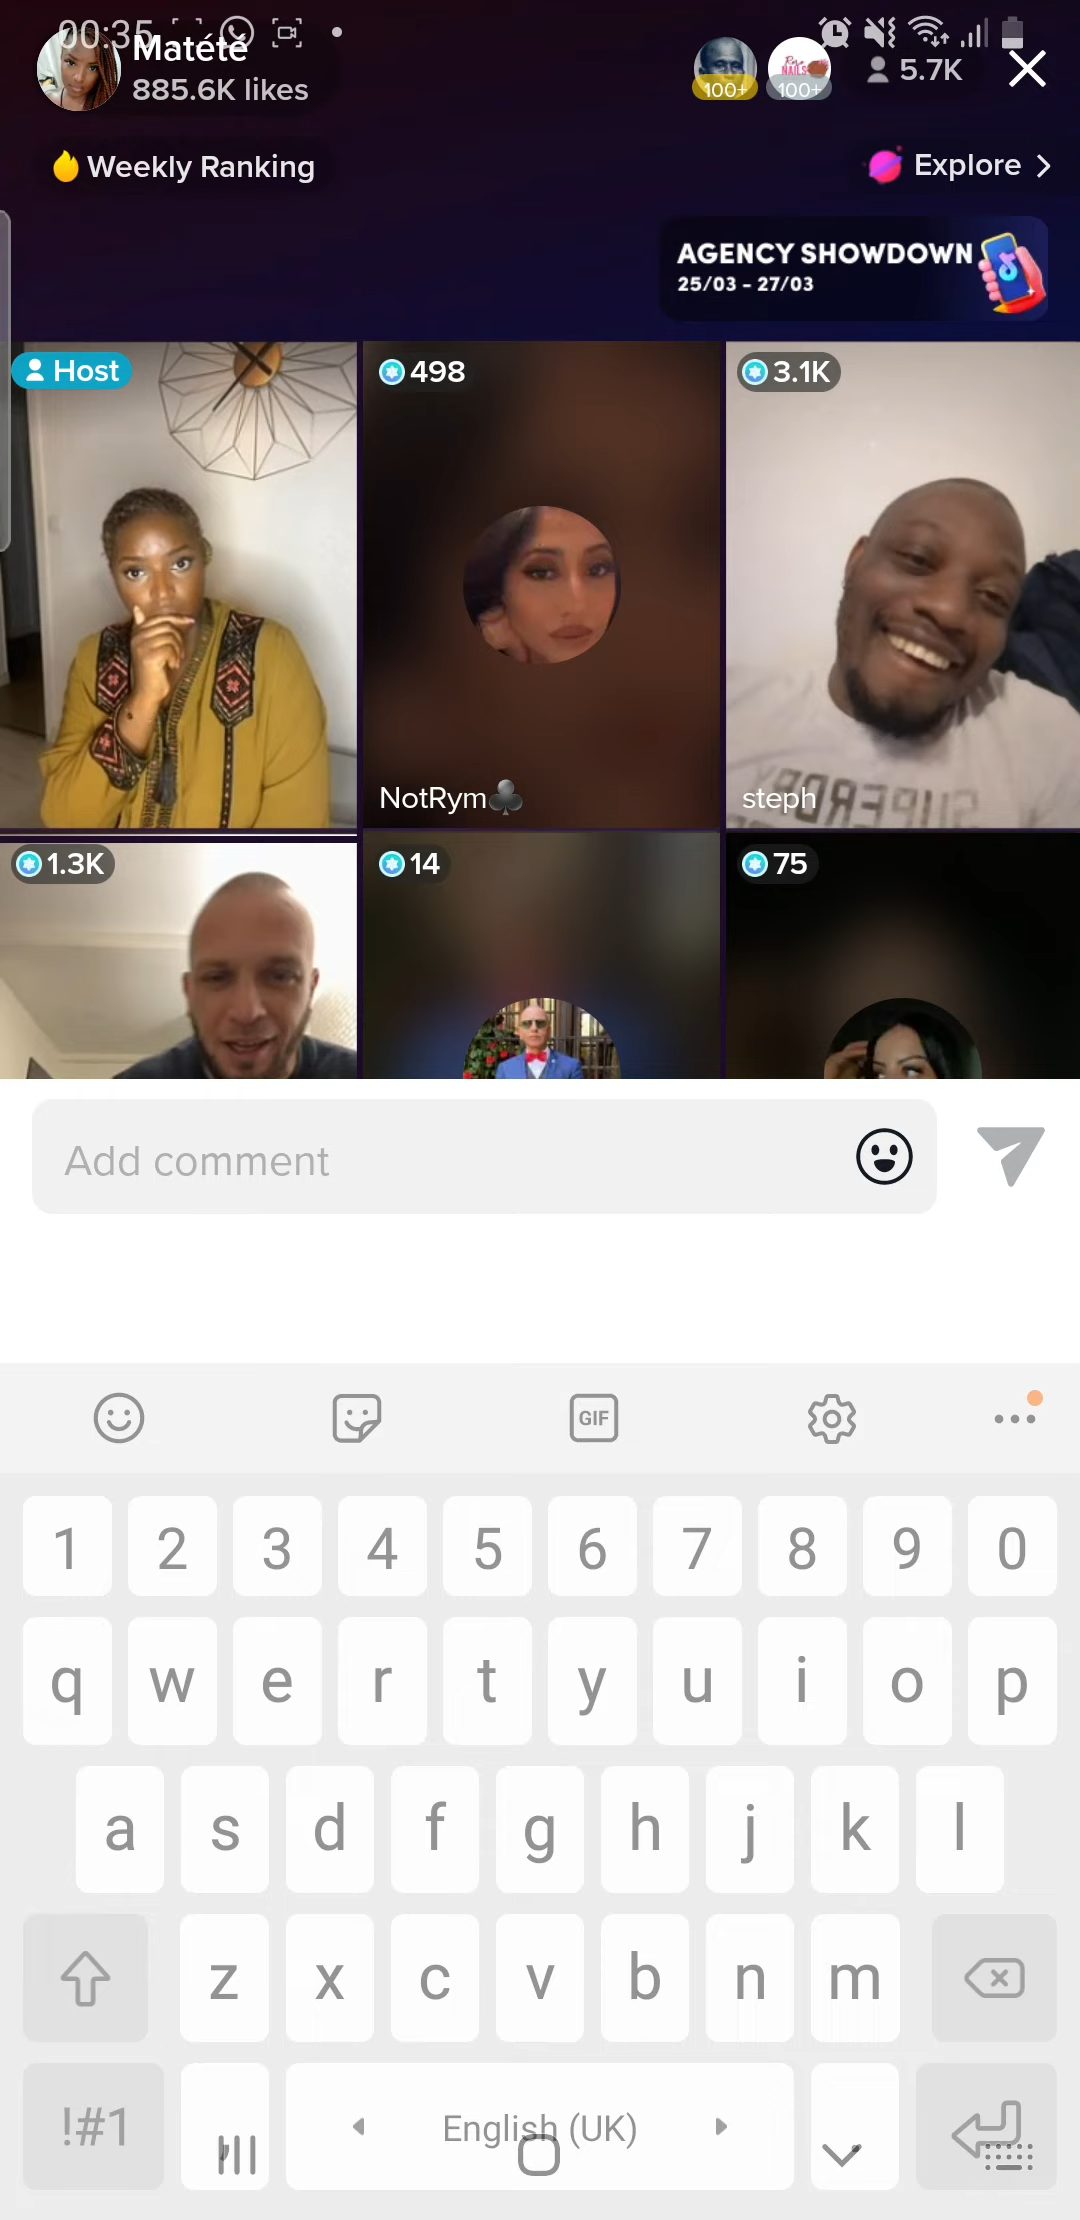 00:35
Matété
885.6K likes
100+
100+
5.7K
Weekly Ranking
Explore
AGENCY SHOWDOWN
25/03 - 27/03
Host
498
3.1K
NotRym
steph
SUPERDRY
1.3K
14
75
Add comment
GIF
1 2 3 4 5 6 7 8 9 0
q w e r t y u i o p
a s d f g h j k l
z x c v b n m
!#1
,
English (UK)